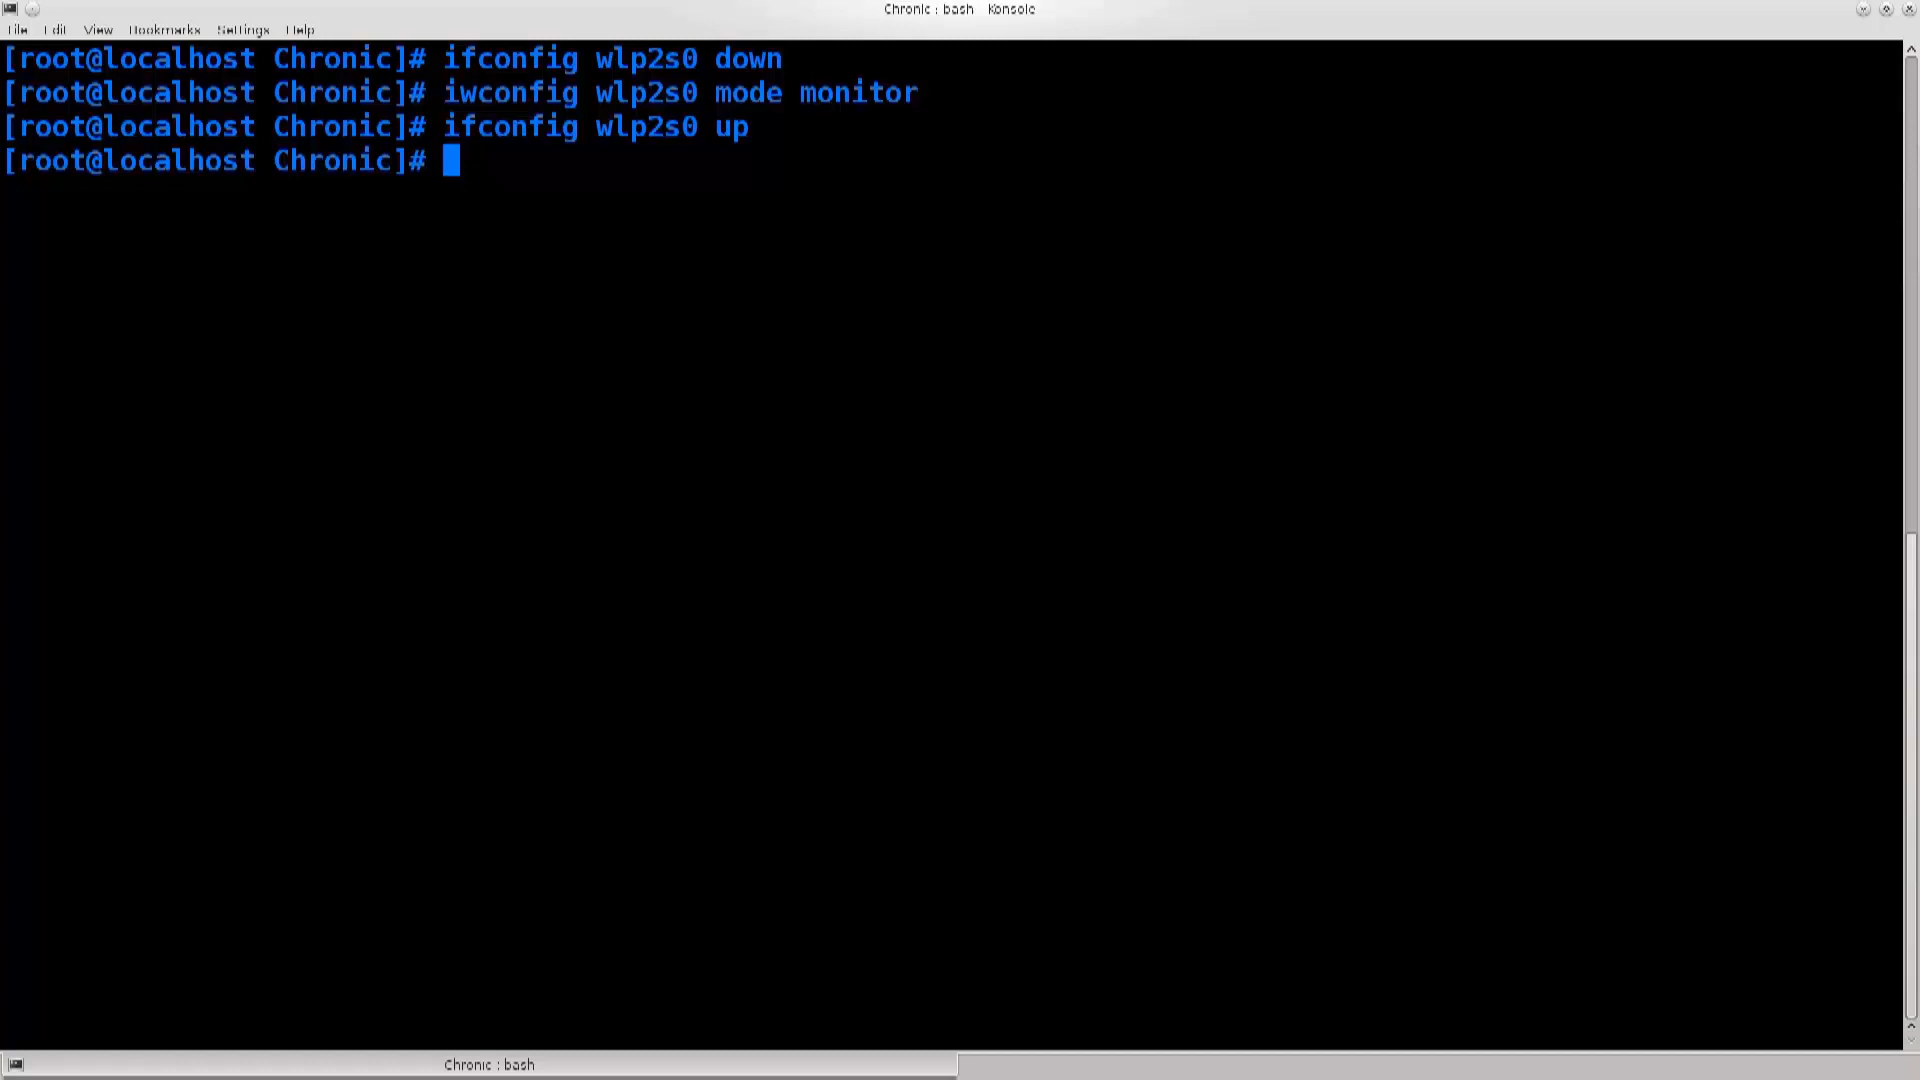 Chronic : bash Konsole
File Edit View Bookmarks Settings Help
[root@localhost Chronic]# ifconfig wlp2s0 down
[root@localhost Chronic]# iwconfig wlp2s0 mode monitor
[root@localhost Chronic]# ifconfig wlp2s0 up
[root@localhost Chronic]#
Chronic : bash